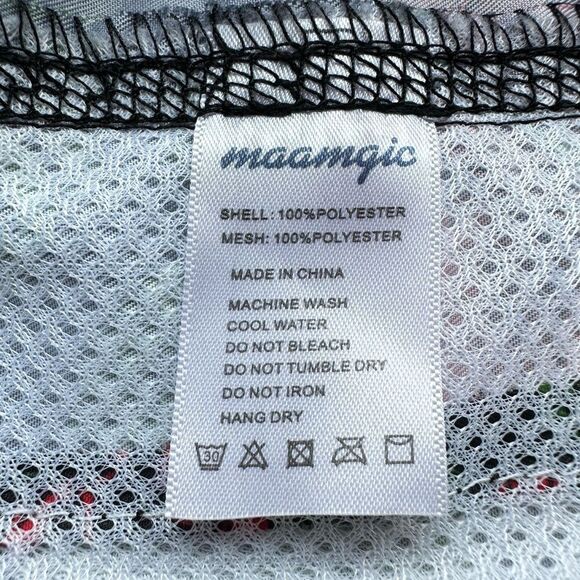 maamgic
SHELL: 100%POLYESTER
MESH: 100%POLYESTER
MADE IN CHINA
MACHINE WASH
COOL WATER
DO NOT BLEACH
DO NOT TUMBLE DRY
DO NOT IRON
HANG DRY
30